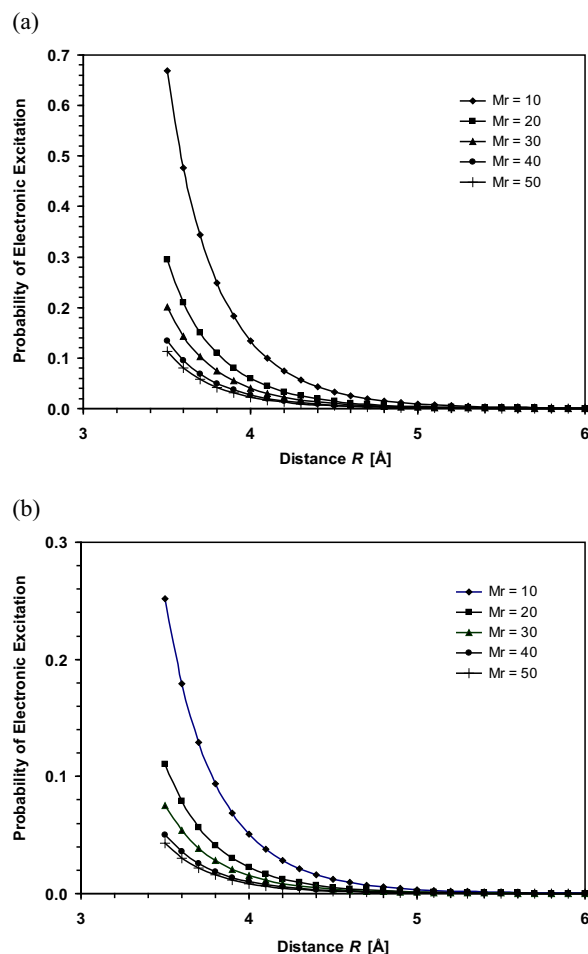 (a)
0.7
0.6
0.5
0.4
0.3
0.2
0.1
0.0
Probability of Electronic Excitation
Mr = 10
Mr = 20
Mr = 30
Mr = 40
Mr = 50
3 4 5 6
Distance R [Å]
(b)
0.3
0.2
0.1
0.0
Probability of Electronic Excitation
Mr = 10
Mr = 20
Mr = 30
Mr = 40
Mr = 50
3 4 5 6
Distance R [Å]